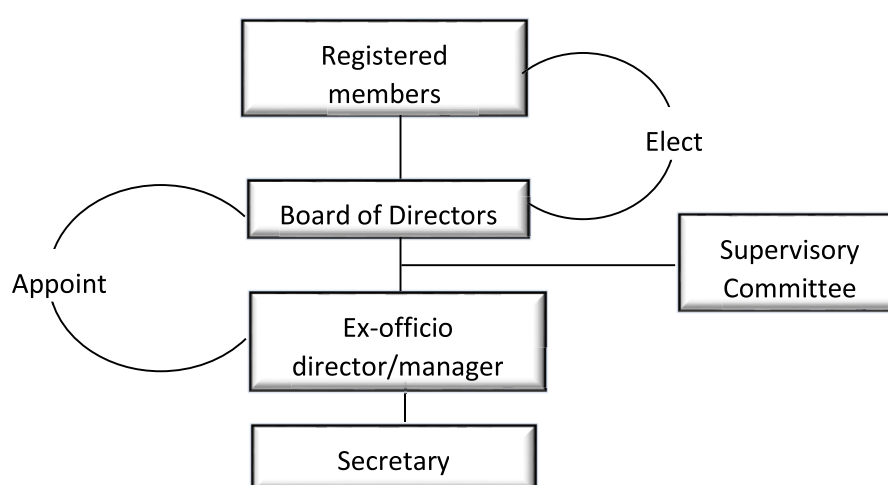 Registered
members
Elect
Board of Directors
Supervisory
Committee
Appoint
Ex-officio
director/manager
Secretary